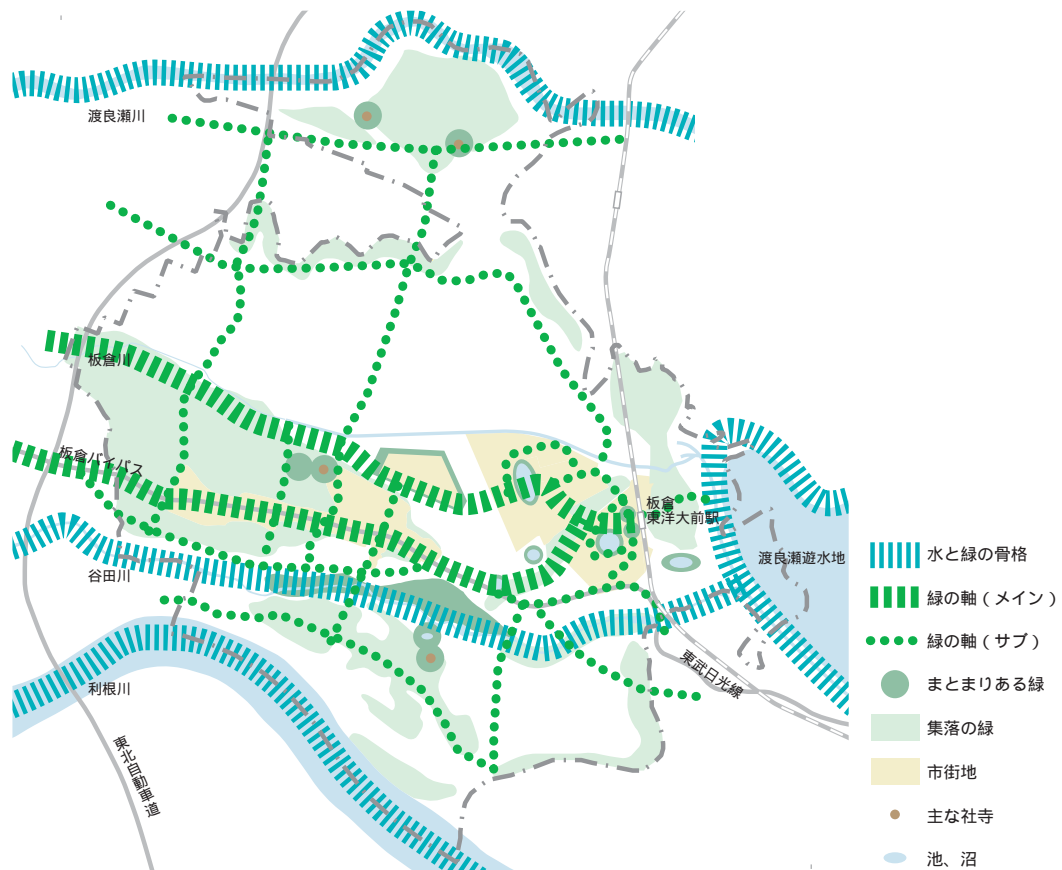 渡良瀬川
板倉川
板倉バイパス
板倉
東洋大前駅
渡良瀬遊水地
谷田川
利根川
東武日光線
東北自動車道
水と緑の骨格
緑の軸（メイン）
緑の軸（サブ）
まとまりある緑
集落の緑
市街地
主な社寺
池、沼